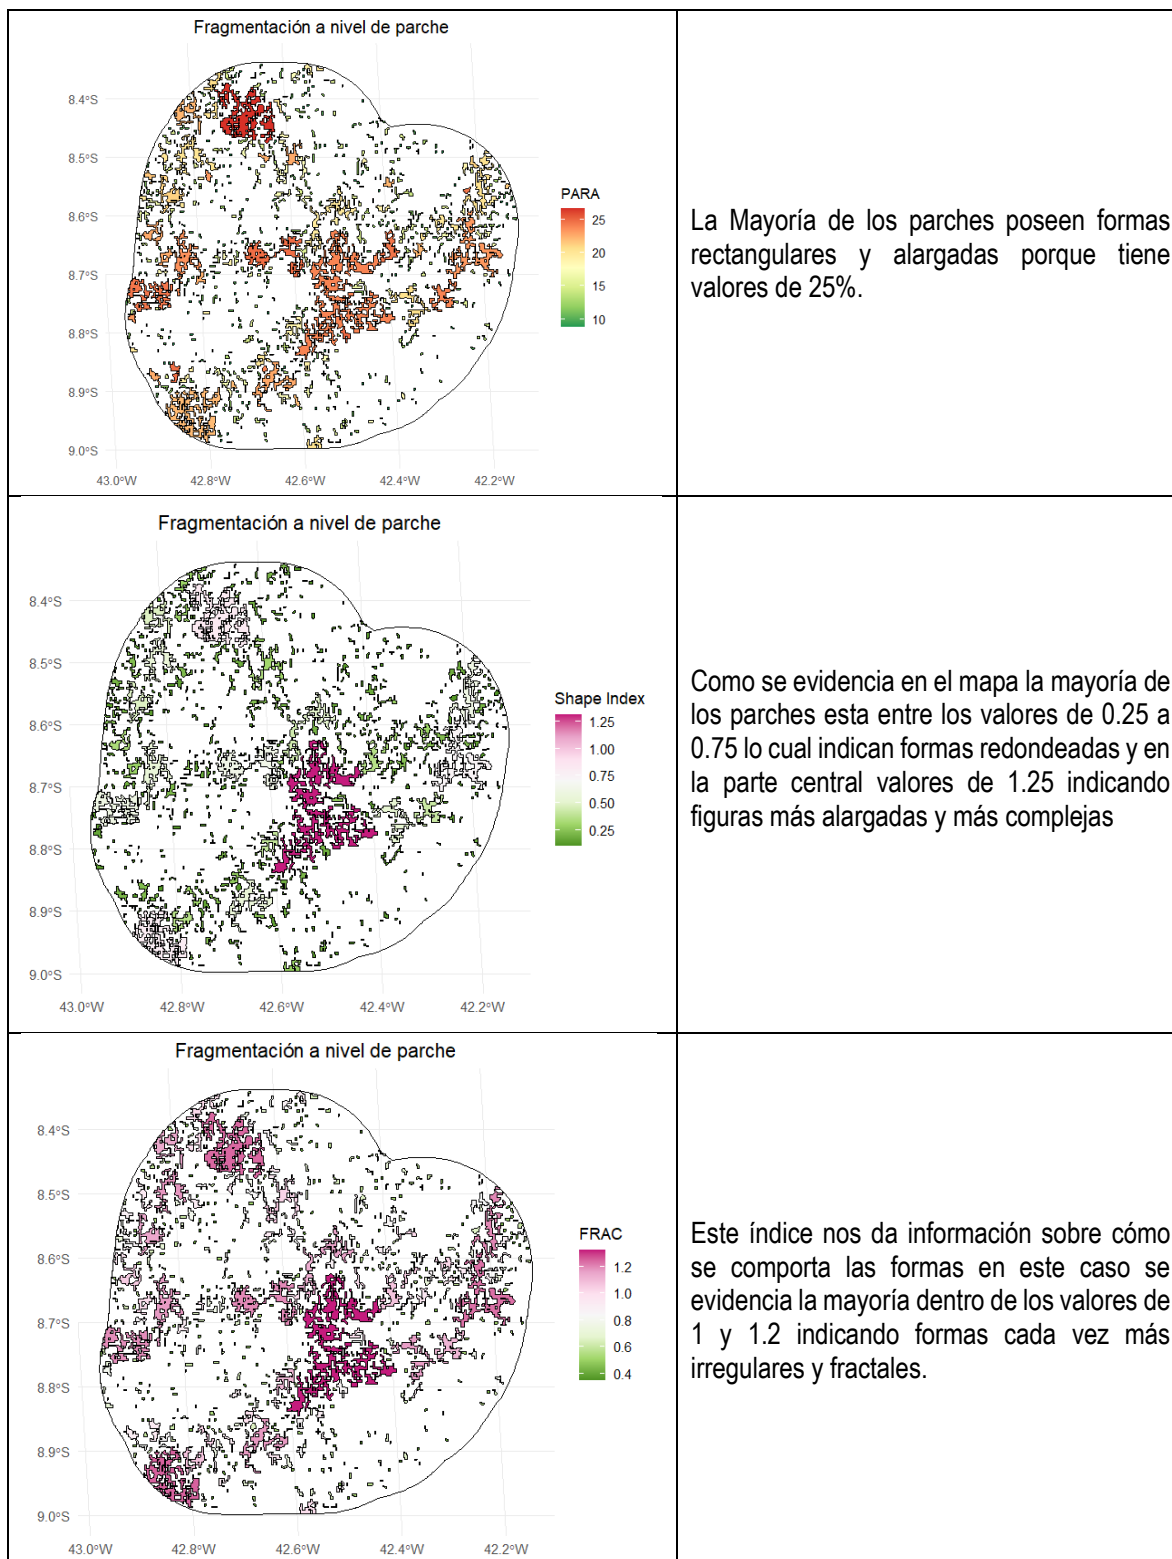 Fragmentación a nivel de parche
8.4°S
8.5°S
8.6°S
8.7°S
8.8°S
8.9°S
9.0°S
43.0°W 42.8°W 42.6°W 42.4°W 42.2°W
PARA
25
20
15
10
La Mayoría de los parches poseen formas
rectangulares y alargadas porque tiene
valores de 25%.
Fragmentación a nivel de parche
8.4°S
8.5°S
8.6°S
8.7°S
8.8°S
8.9°S
9.0°S
43.0°W 42.8°W 42.6°W 42.4°W 42.2°W
Shape Index
1.25
1.00
0.75
0.50
0.25
Como se evidencia en el mapa la mayoría de
los parches esta entre los valores de 0.25 a
0.75 lo cual indican formas redondeadas y en
la parte central valores de 1.25 indicando
figuras más alargadas y más complejas
Fragmentación a nivel de parche
8.4°S
8.5°S
8.6°S
8.7°S
8.8°S
8.9°S
9.0°S
43.0°W 42.8°W 42.6°W 42.4°W 42.2°W
FRAC
1.2
1.0
0.8
0.6
0.4
Este índice nos da información sobre cómo
se comporta las formas en este caso se
evidencia la mayoría dentro de los valores de
1 y 1.2 indicando formas cada vez más
irregulares y fractales.